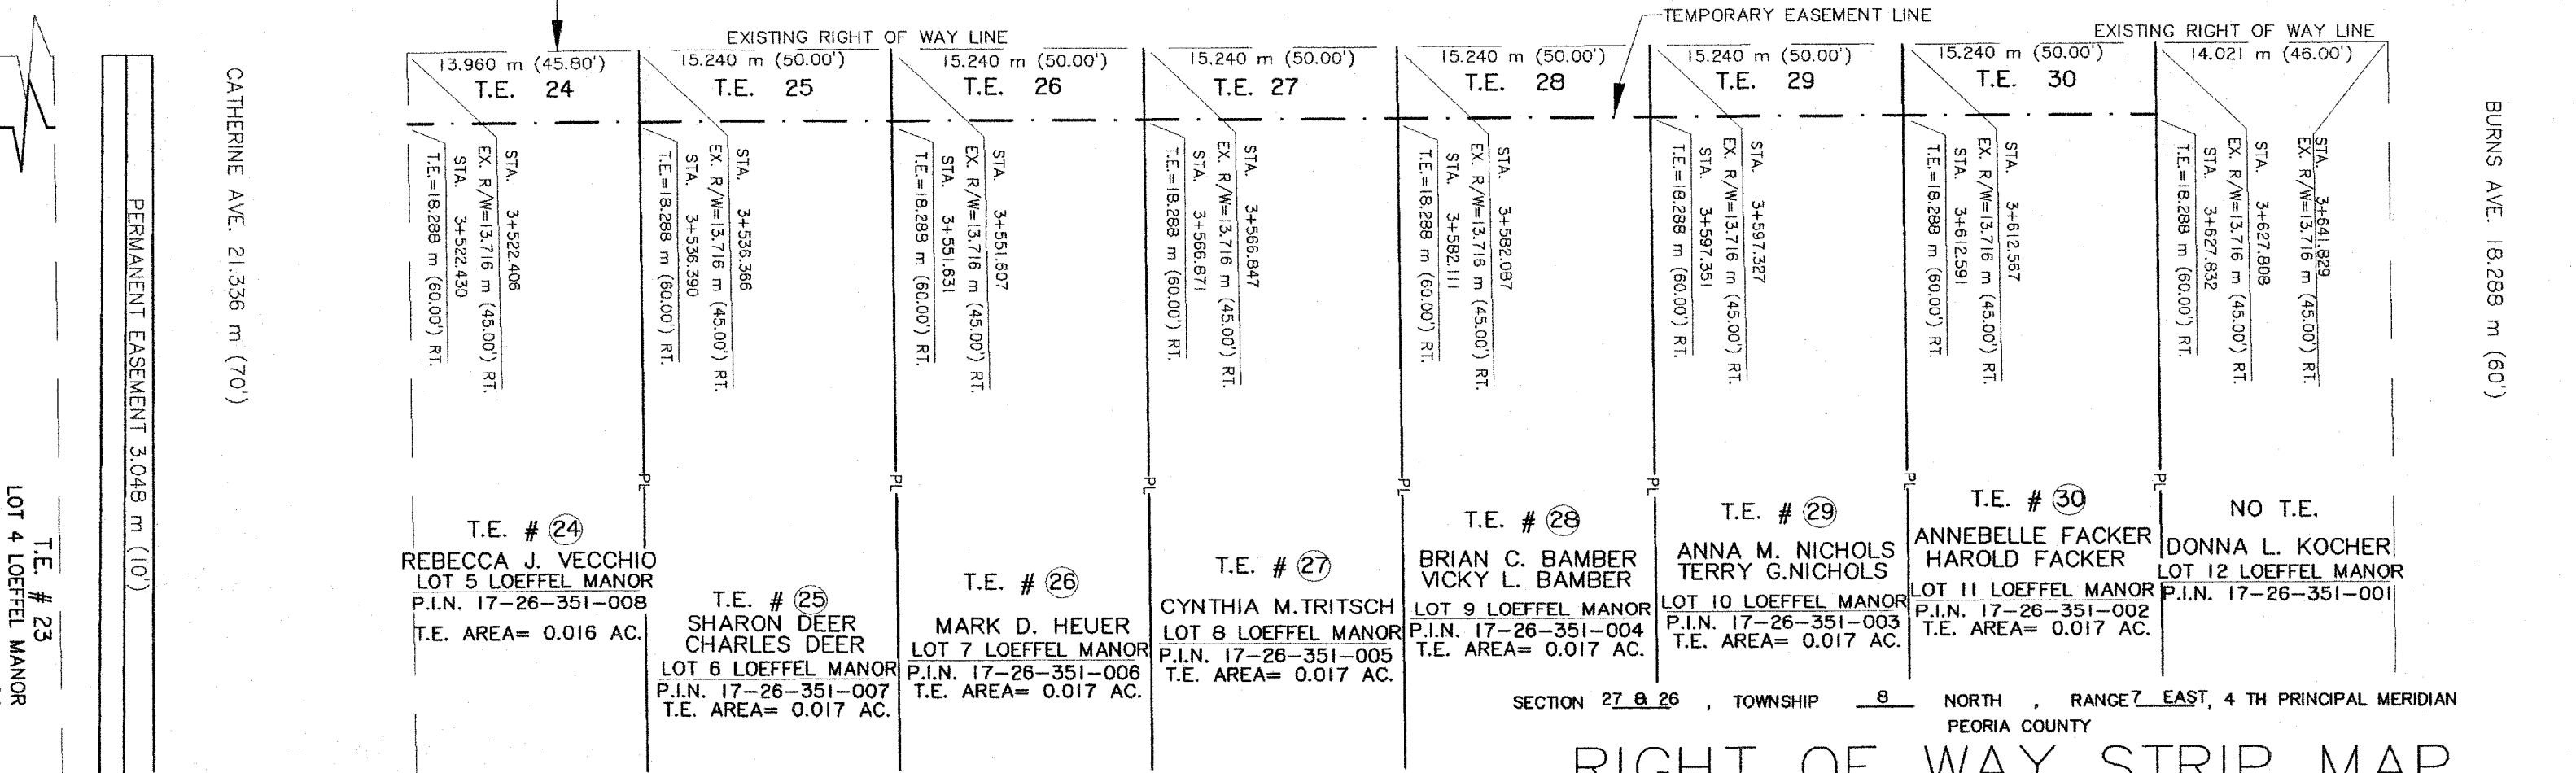 TEMPORARY EASEMENT LINE
EXISTING RIGHT OF WAY LINE
EXISTING RIGHT OF WAY LINE
13.960 m (45.80')
T.E. 24
15.240 m (50.00')
T.E. 25
15.240 m (50.00')
T.E. 26
15.240 m (50.00')
T.E. 27
15.240 m (50.00')
T.E. 28
15.240 m (50.00')
T.E. 29
15.240 m (50.00')
T.E. 30
14.021 m (46.00')
T.E. # 23
LOT 4 LOEFFEL MANOR
PERMANENT EASEMENT 3.048 m (10')
CATHERINE AVE. 21.336 m (70')
STA. 3+522.406
EX. R/W=13.716 m (45.00') RT.
STA. 3+522.430
T.E.=18.288 m (60.00') RT.
STA. 3+536.366
EX. R/W=13.716 m (45.00') RT.
STA. 3+536.390
T.E.=18.288 m (60.00') RT.
STA. 3+551.607
EX. R/W=13.716 m (45.00') RT.
STA. 3+551.631
T.E.=18.288 m (60.00') RT.
STA. 3+566.847
EX. R/W=13.716 m (45.00') RT.
STA. 3+566.871
T.E.=18.288 m (60.00') RT.
STA. 3+582.087
EX. R/W=13.716 m (45.00') RT.
STA. 3+582.111
T.E.=18.288 m (60.00') RT.
STA. 3+597.327
EX. R/W=13.716 m (45.00') RT.
STA. 3+597.351
T.E.=18.288 m (60.00') RT.
STA. 3+612.567
EX. R/W=13.716 m (45.00') RT.
STA. 3+612.591
T.E.=18.288 m (60.00') RT.
STA. 3+641.829
EX. R/W=13.716 m (45.00') RT.
STA. 3+627.808
EX. R/W=13.716 m (45.00') RT.
STA. 3+627.832
T.E.=18.288 m (60.00') RT.
BURNS AVE. 18.288 m (60')
PL
PL
PL
PL
PL
PL
PL
T.E. # 24
REBECCA J. VECCHIO
LOT 5 LOEFFEL MANOR
P.I.N. 17-26-351-008
T.E. AREA= 0.016 AC.
T.E. # 25
SHARON DEER
CHARLES DEER
LOT 6 LOEFFEL MANOR
P.I.N. 17-26-351-007
T.E. AREA= 0.017 AC.
T.E. # 26
MARK D. HEUER
LOT 7 LOEFFEL MANOR
P.I.N. 17-26-351-006
T.E. AREA= 0.017 AC.
T.E. # 27
CYNTHIA M.TRITSCH
LOT 8 LOEFFEL MANOR
P.I.N. 17-26-351-005
T.E. AREA= 0.017 AC.
T.E. # 28
BRIAN C. BAMBER
VICKY L. BAMBER
LOT 9 LOEFFEL MANOR
P.I.N. 17-26-351-004
T.E. AREA= 0.017 AC.
T.E. # 29
ANNA M. NICHOLS
TERRY G.NICHOLS
LOT 10 LOEFFEL MANOR
P.I.N. 17-26-351-003
T.E. AREA= 0.017 AC.
T.E. # 30
ANNEBELLE FACKER
HAROLD FACKER
LOT 11 LOEFFEL MANOR
P.I.N. 17-26-351-002
T.E. AREA= 0.017 AC.
NO T.E.
DONNA L. KOCHER
LOT 12 LOEFFEL MANOR
P.I.N. 17-26-351-001
SECTION 27 & 26 , TOWNSHIP 8 NORTH , RANGE 7 EAST, 4 TH PRINCIPAL MERIDIAN
PEORIA COUNTY
RIGHT OF WAY STRIP MAP